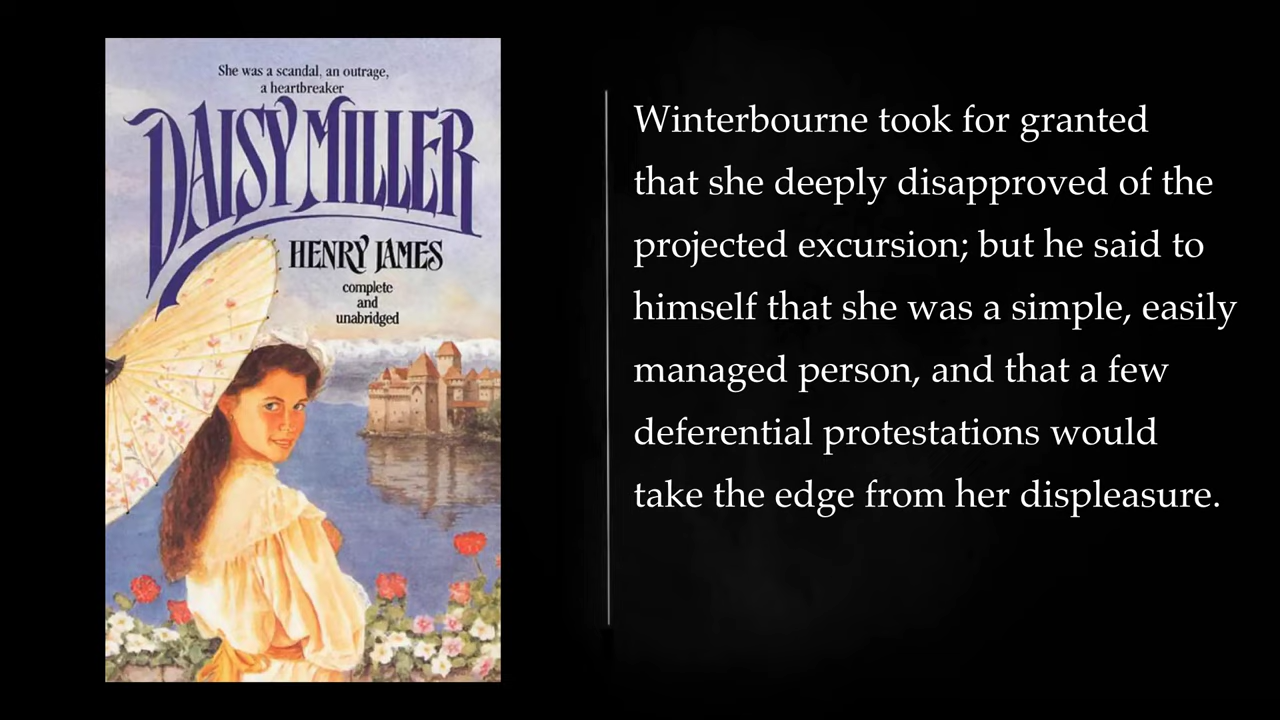 She was a scandal, an outrage,
a heartbreaker
DAISY MILLER
HENRY JAMES
complete
and
unabridged
Winterbourne took for granted
that she deeply disapproved of the
projected excursion; but he said to
himself that she was a simple, easily
managed person, and that a few
deferential protestations would
take the edge from her displeasure.